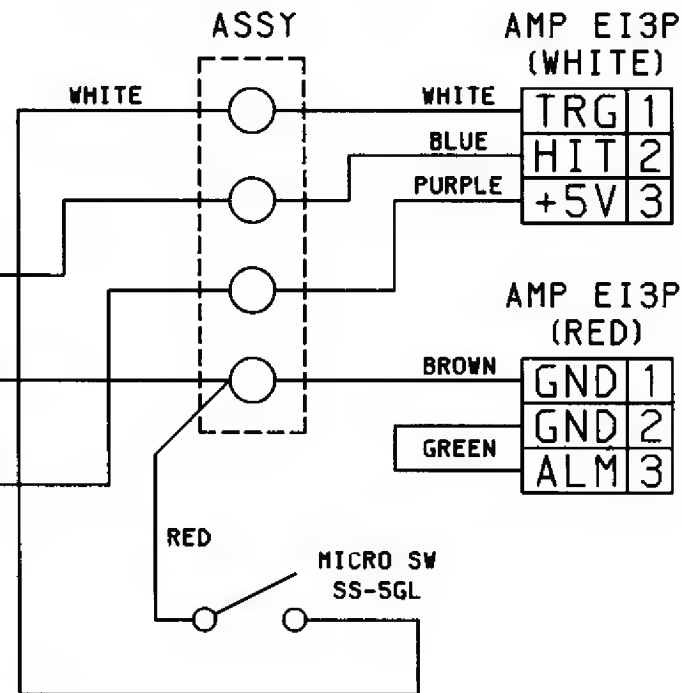 ASSY
AMP EI3P
(WHITE)
WHITE
WHITE
TRG 1
BLUE
HIT 2
PURPLE
+5V 3
AMP EI3P
(RED)
BROWN
GND 1
GND 2
GREEN
ALM 3
RED
MICRO SW
SS-5GL